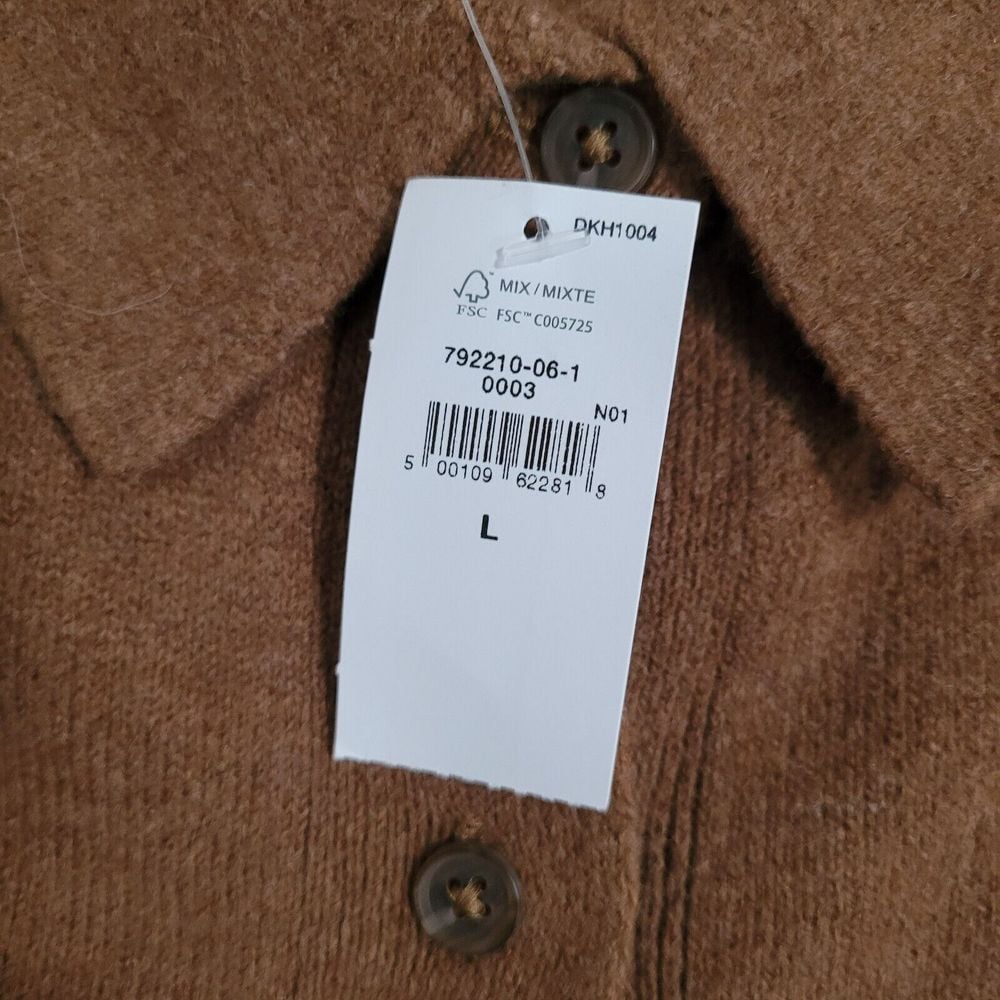 DKH1004
MIX / MIXTE
FSC FSC™ C005725
792210-06-1
0003
N01
5 00109 62281 8
L